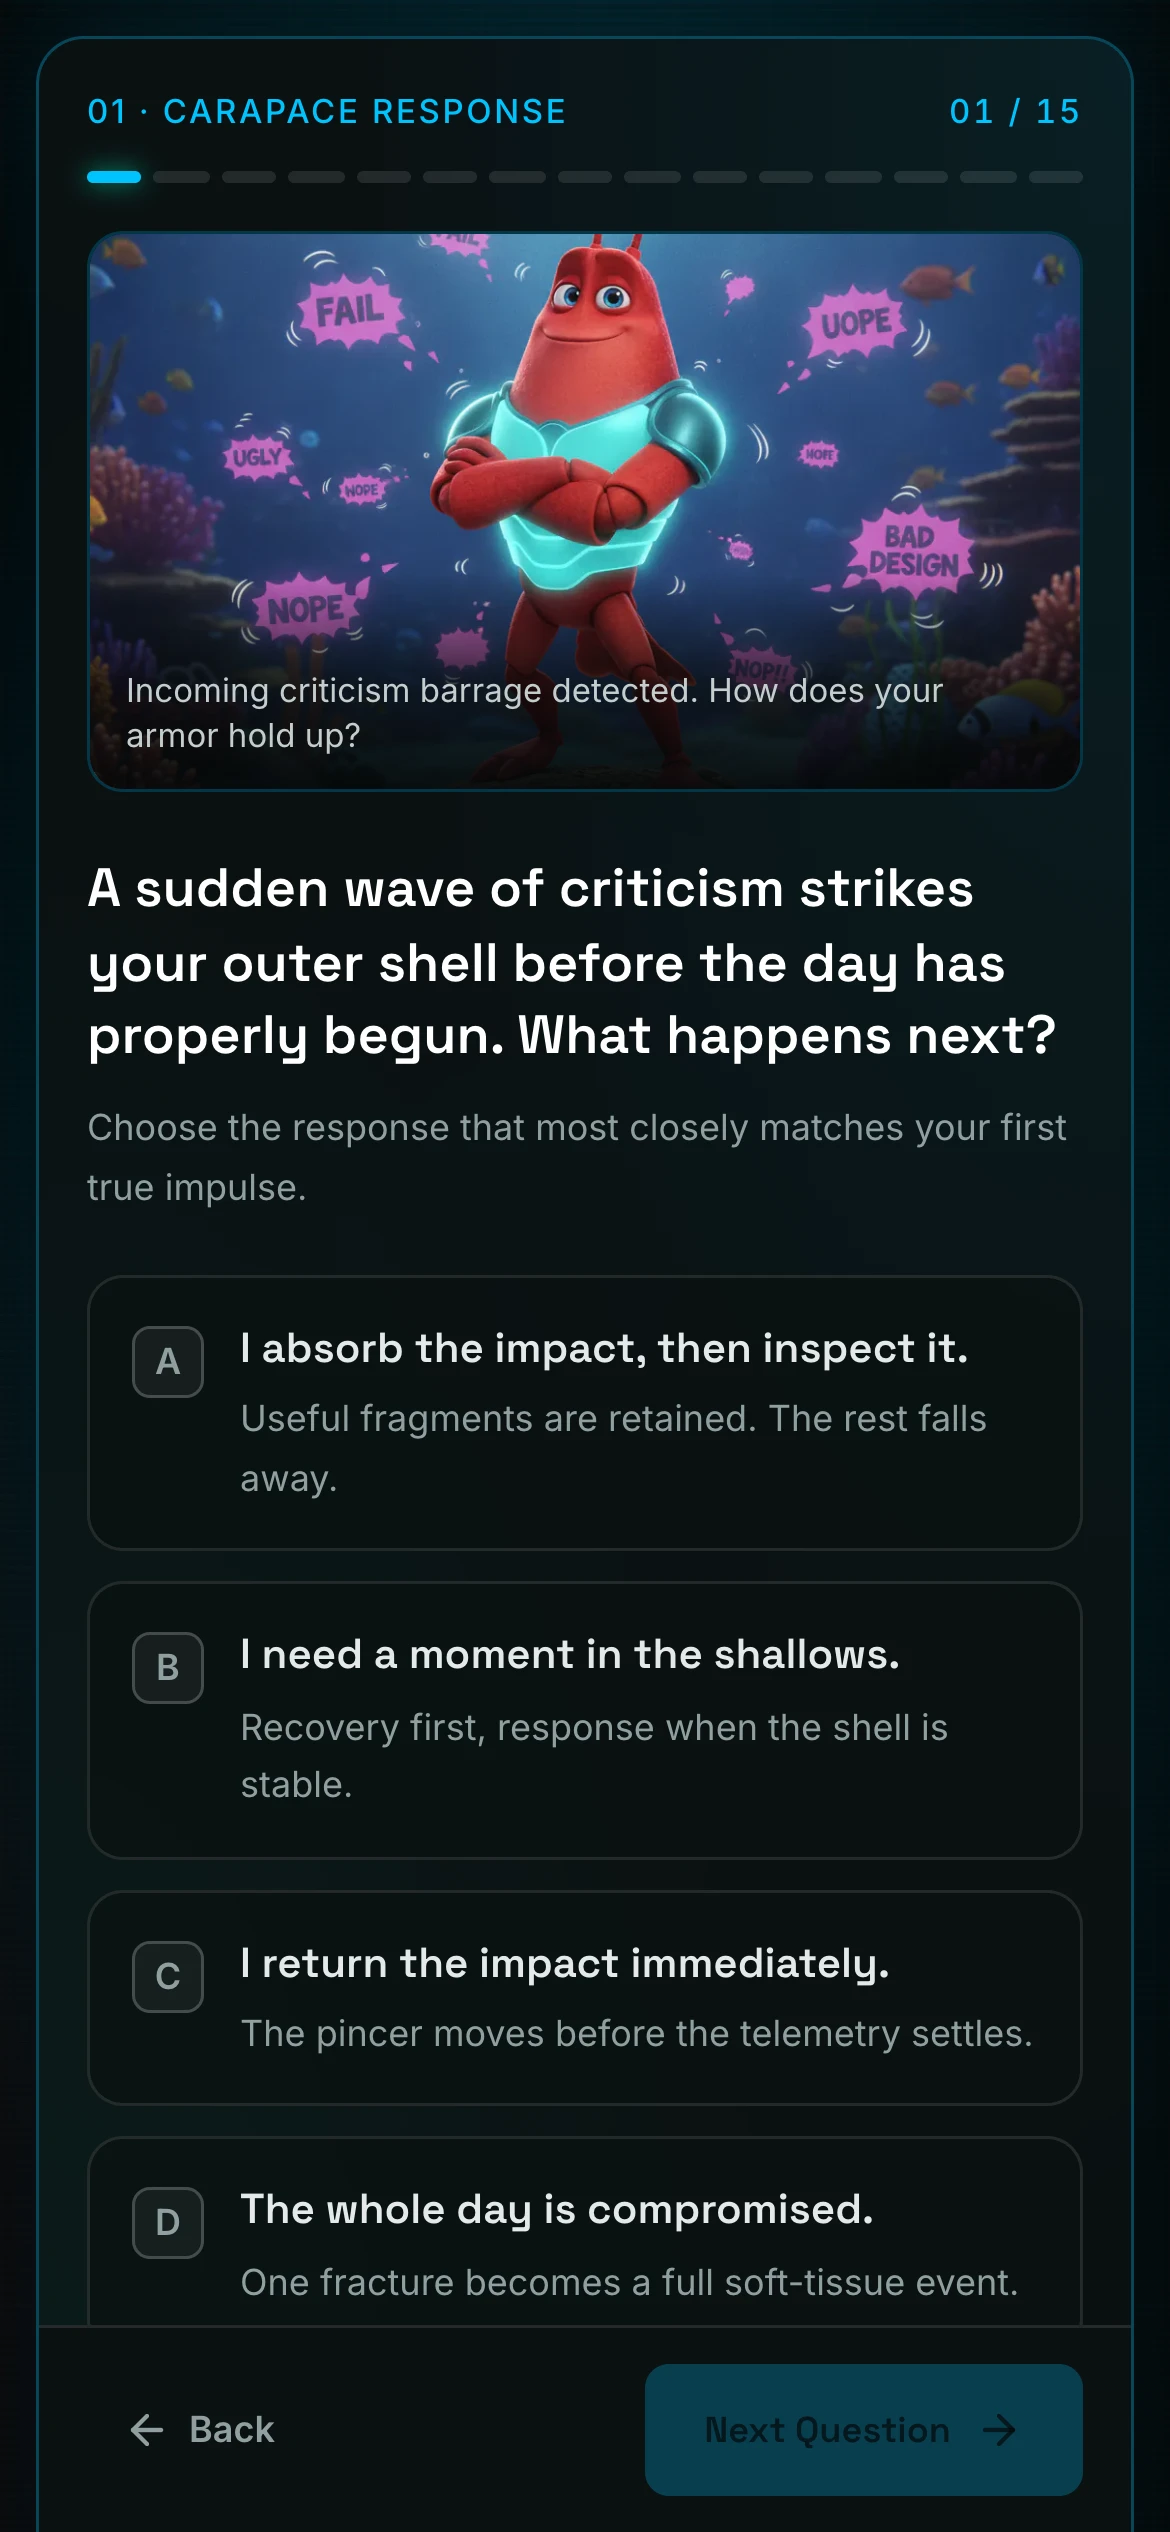 01 · CARAPACE RESPONSE
01 / 15
FAIL
FAIL
UOPE
UGLY
NOPE
NOPE
BAD
DESIGN
NOPE
NOP!!
Incoming criticism barrage detected. How does your
armor hold up?
A sudden wave of criticism strikes
your outer shell before the day has
properly begun. What happens next?
Choose the response that most closely matches your first
true impulse.
A
I absorb the impact, then inspect it.
Useful fragments are retained. The rest falls
away.
B
I need a moment in the shallows.
Recovery first, response when the shell is
stable.
C
I return the impact immediately.
The pincer moves before the telemetry settles.
D
The whole day is compromised.
One fracture becomes a full soft-tissue event.
← Back
Next Question →